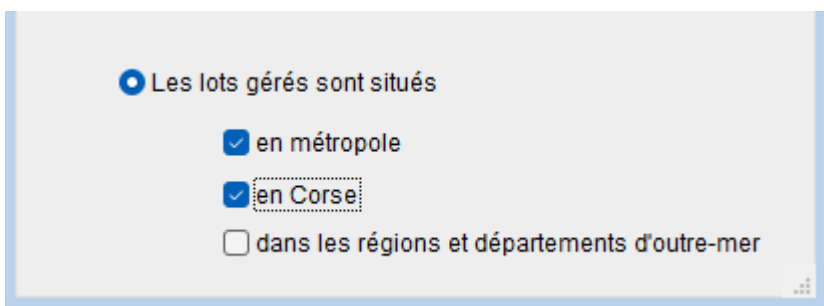 Les lots gérés sont situés
en métropole
en Corse
dans les régions et départements d'outre-mer